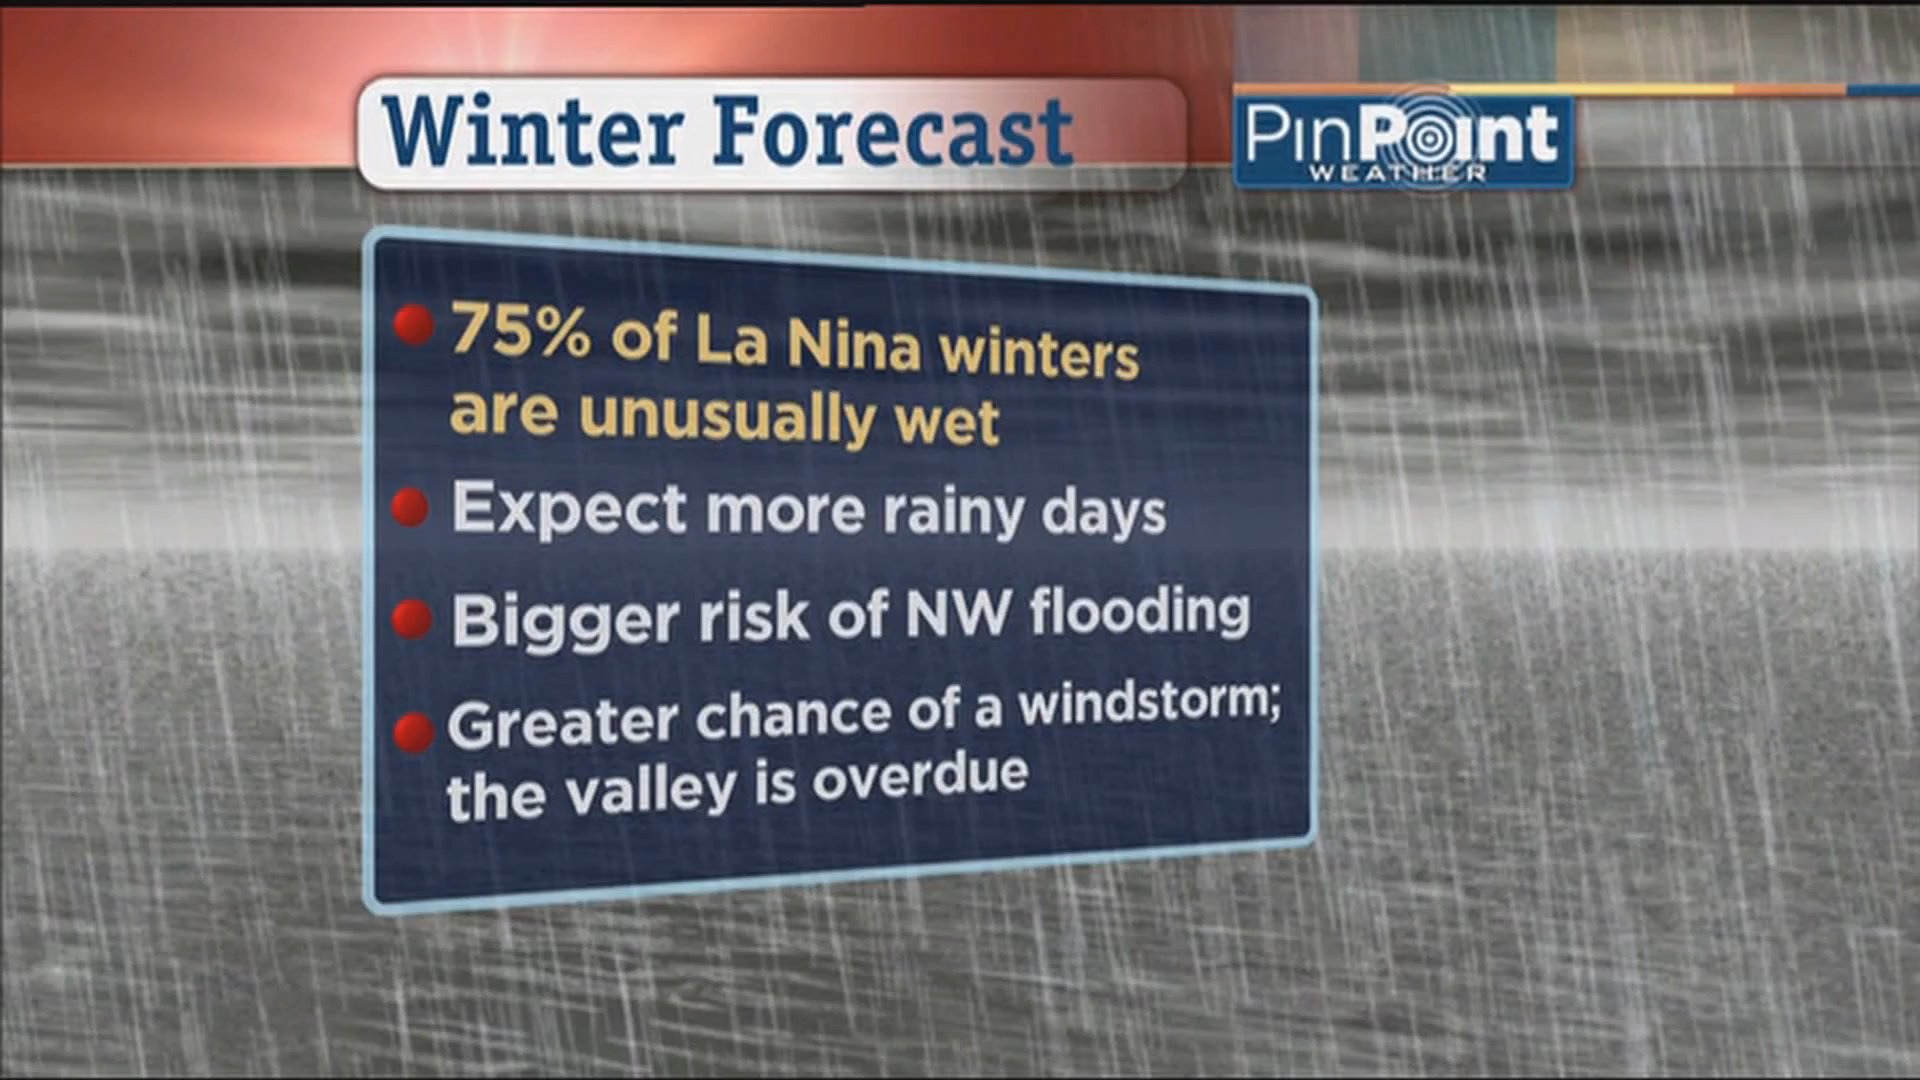 Winter Forecast
PinPoint
WEATHER
75% of La Nina winters
are unusually wet
Expect more rainy days
Bigger risk of NW flooding
Greater chance of a windstorm;
the valley is overdue